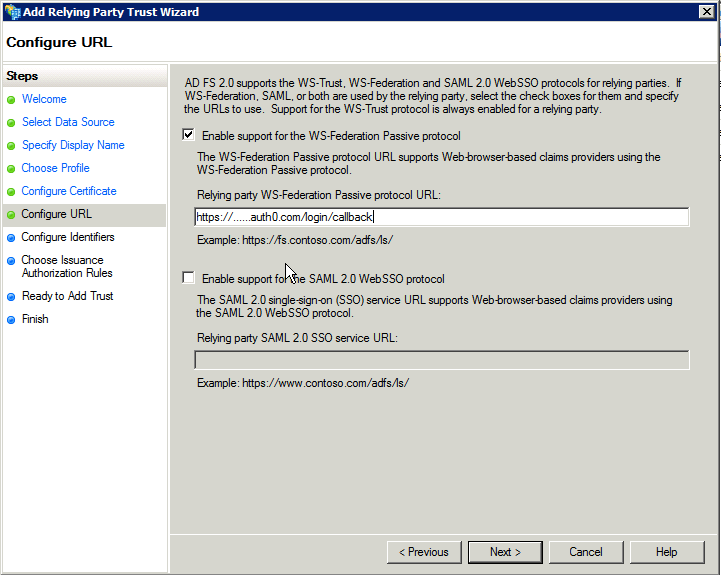 Add Relying Party Trust Wizard
Configure URL
Steps
Welcome
Select Data Source
Specify Display Name
Choose Profile
Configure Certificate
Configure URL
Configure Identifiers
Choose Issuance
Authorization Rules
Ready to Add Trust
Finish
AD FS 2.0 supports the WS-Trust, WS-Federation and SAML 2.0 WebSSO protocols for relying parties. If
WS-Federation, SAML, or both are used by the relying party, select the check boxes for them and specify
the URLs to use. Support for the WS-Trust protocol is always enabled for a relying party.
Enable support for the WS-Federation Passive protocol
The WS-Federation Passive protocol URL supports Web-browser-based claims providers using the
WS-Federation Passive protocol.
Relying party WS-Federation Passive protocol URL:
https://......auth0.com/login/callback
Example: https://fs.contoso.com/adfs/ls/
Enable support for the SAML 2.0 WebSSO protocol
The SAML 2.0 single-sign-on (SSO) service URL supports Web-browser-based claims providers using
the SAML 2.0 WebSSO protocol.
Relying party SAML 2.0 SSO service URL:
Example: https://www.contoso.com/adfs/ls/
< Previous
Next >
Cancel
Help